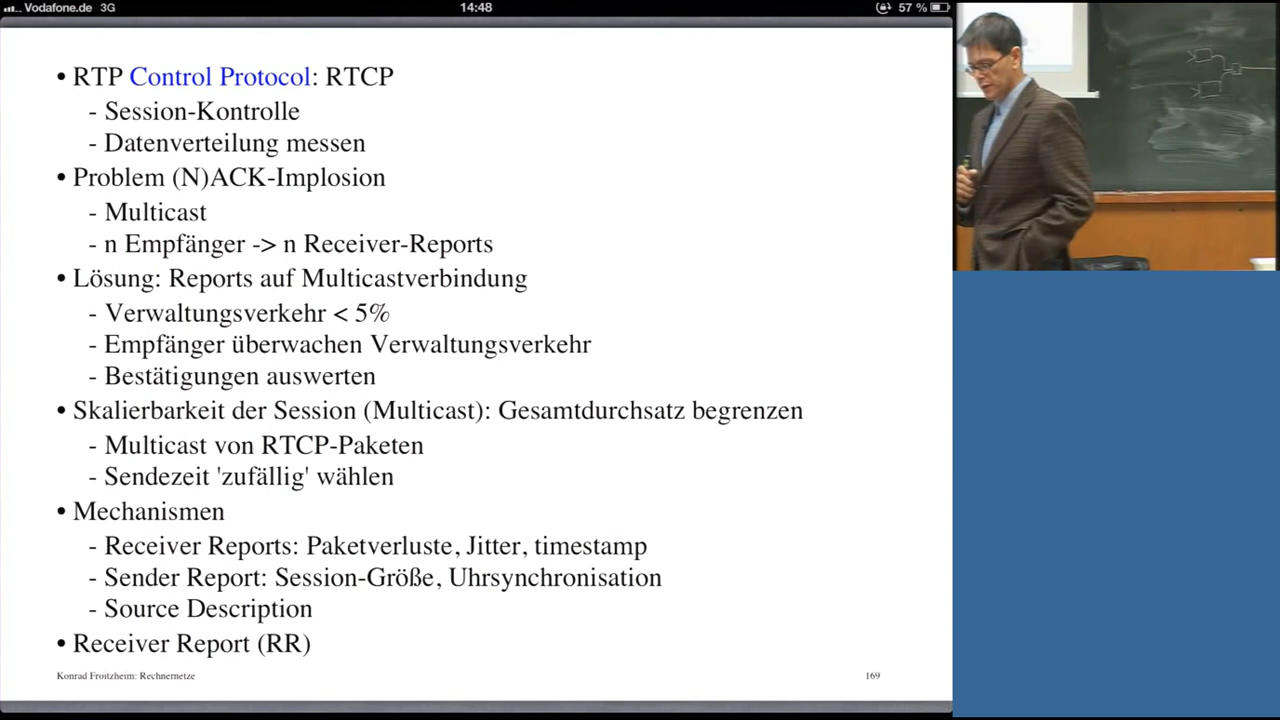 Vodafone.de 3G 14:48 57 %
• RTP Control Protocol: RTCP
- Session-Kontrolle
- Datenverteilung messen
• Problem (N)ACK-Implosion
- Multicast
- n Empfänger -> n Receiver-Reports
• Lösung: Reports auf Multicastverbindung
- Verwaltungsverkehr < 5%
- Empfänger überwachen Verwaltungsverkehr
- Bestätigungen auswerten
• Skalierbarkeit der Session (Multicast): Gesamtdurchsatz begrenzen
- Multicast von RTCP-Paketen
- Sendezeit 'zufällig' wählen
• Mechanismen
- Receiver Reports: Paketverluste, Jitter, timestamp
- Sender Report: Session-Größe, Uhrsynchronisation
- Source Description
• Receiver Report (RR)
Konrad Froitzheim: Rechnernetze 169